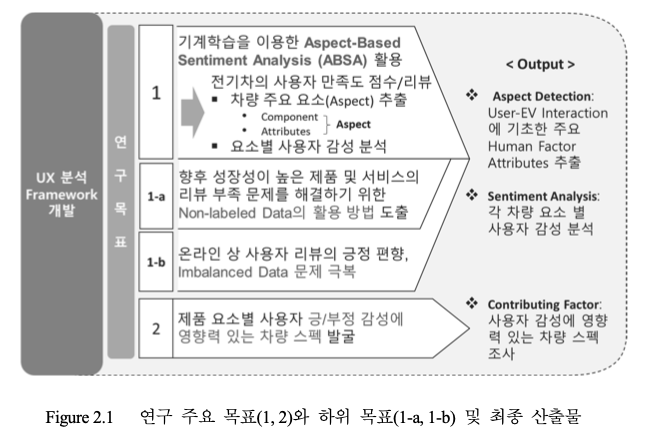 UX 분석
Framework
개발
연
구
목
표
1
기계학습을 이용한 Aspect-Based
Sentiment Analysis (ABSA) 활용
전기차의 사용자 만족도 점수/리뷰
▪ 차량 주요 요소(Aspect) 추출
• Component
• Attributes
} Aspect
▪ 요소별 사용자 감성 분석
1-a
향후 성장성이 높은 제품 및 서비스의
리뷰 부족 문제를 해결하기 위한
Non-labeled Data의 활용 방법 도출
1-b
온라인 상 사용자 리뷰의 긍정 편향,
Imbalanced Data 문제 극복
2
제품 요소별 사용자 긍/부정 감성에
영향력 있는 차량 스펙 발굴
< Output >
❖ Aspect Detection:
User-EV Interaction
에 기초한 주요
Human Factor
Attributes 추출
❖ Sentiment Analysis:
각 차량 요소 별
사용자 감성 분석
❖ Contributing Factor:
사용자 감성에 영향
력 있는 차량 스펙
조사
Figure 2.1 연구 주요 목표(1, 2)와 하위 목표(1-a, 1-b) 및 최종 산출물